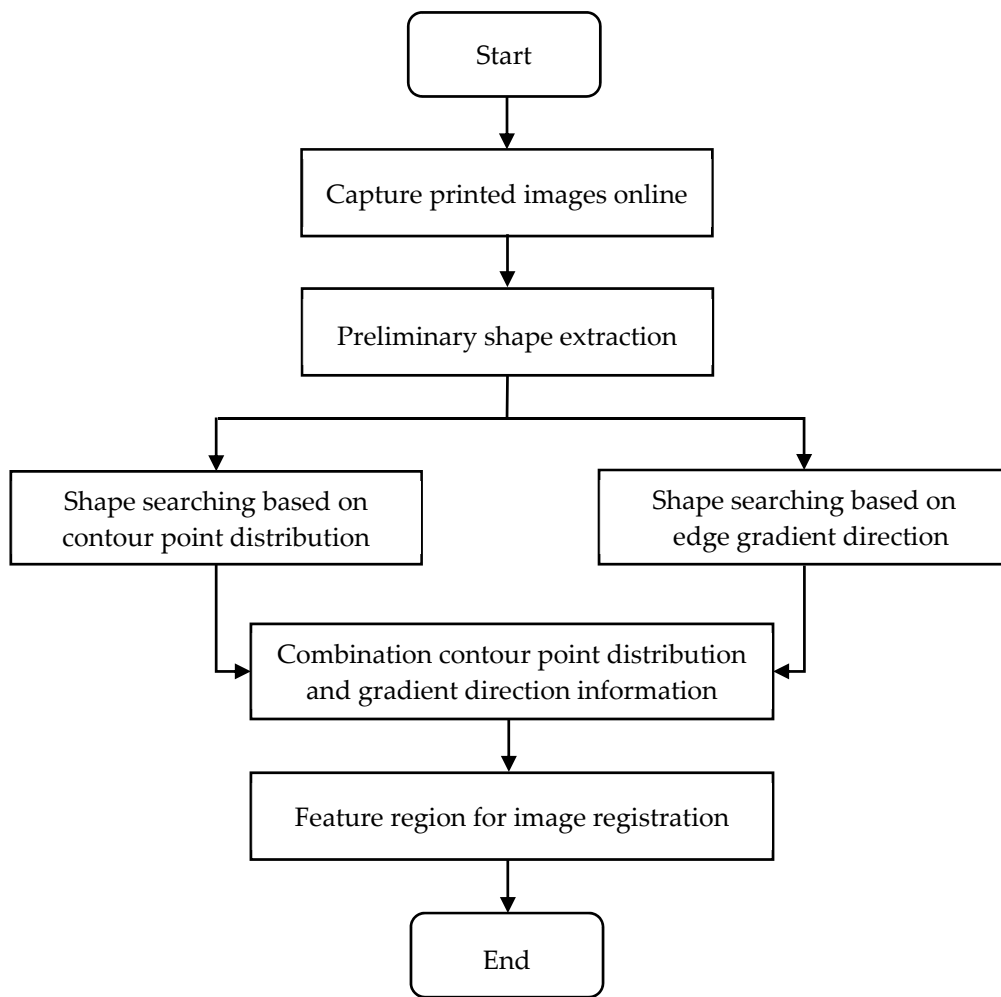 Start
Capture printed images online
Preliminary shape extraction
Shape searching based on
contour point distribution
Shape searching based on
edge gradient direction
Combination contour point distribution
and gradient direction information
Feature region for image registration
End